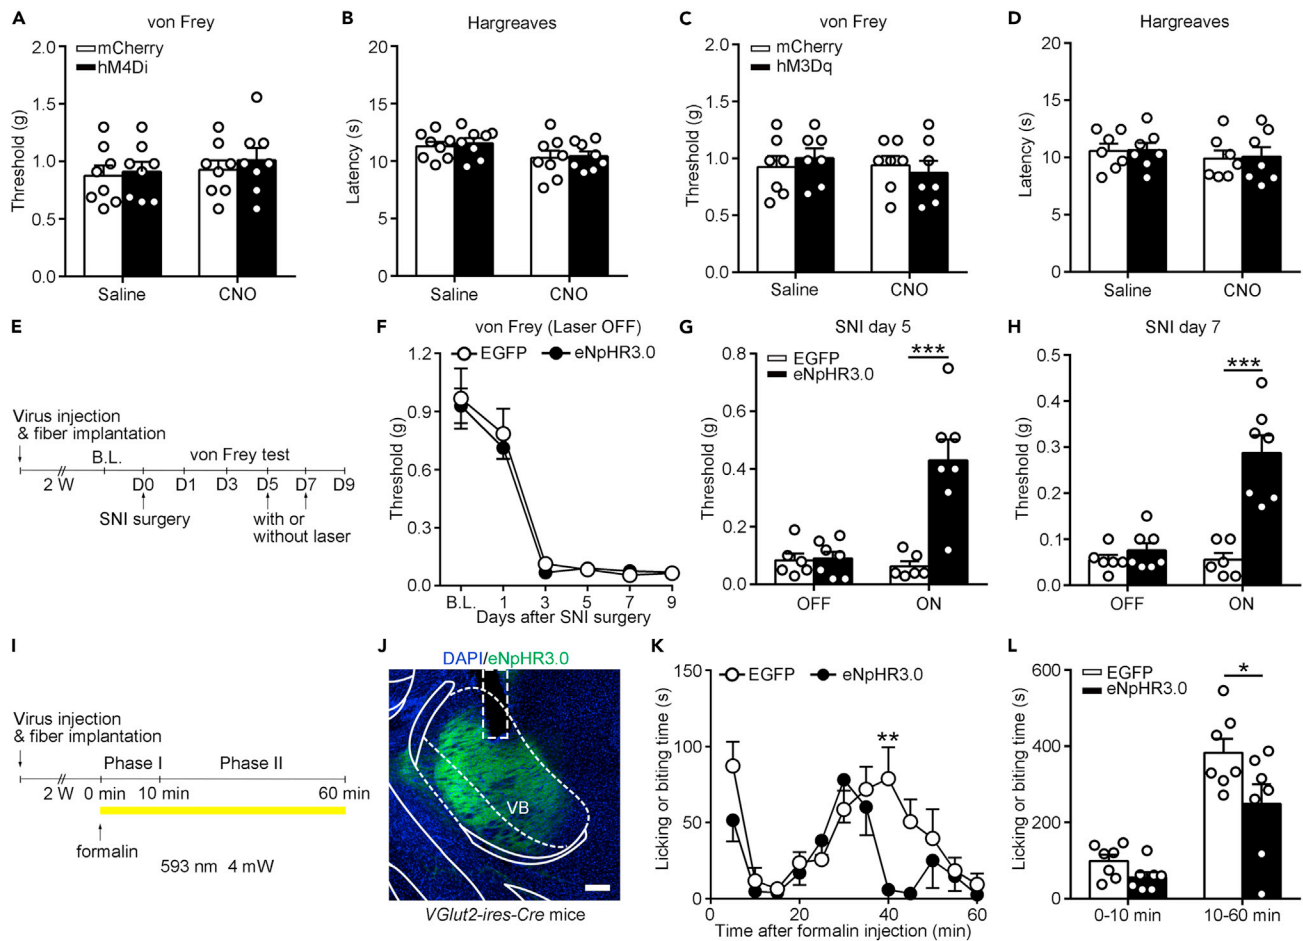 A
von Frey
mCherry
hM4Di
Threshold (g)
2.0
1.5
1.0
0.5
0.0
Saline
CNO
B
Hargreaves
Latency (s)
20
15
10
5
0
Saline
CNO
C
von Frey
mCherry
hM3Dq
Threshold (g)
2.0
1.5
1.0
0.5
0.0
Saline
CNO
D
Hargreaves
Latency (s)
20
15
10
5
0
Saline
CNO
E
Virus injection
& fiber implantation
B.L.
von Frey test
2 W
D0
D1
D3
D5
D7
D9
SNI surgery
with or
without laser
F
von Frey (Laser OFF)
EGFP
eNpHR3.0
Threshold (g)
1.2
0.9
0.6
0.3
0.0
B.L.
1
3
5
7
9
Days after SNI surgery
G
SNI day 5
EGFP
eNpHR3.0
***
Threshold (g)
0.8
0.6
0.4
0.2
0.0
OFF
ON
H
SNI day 7
***
Threshold (g)
0.5
0.4
0.3
0.2
0.1
0.0
OFF
ON
I
Virus injection
& fiber implantation
Phase I
Phase II
2 W
0 min
10 min
60 min
formalin
593 nm 4 mW
J
DAPI/eNpHR3.0
VB
VGlut2-ires-Cre mice
K
EGFP
eNpHR3.0
**
Licking or biting time (s)
150
100
50
0
0
20
40
60
Time after formalin injection (min)
L
EGFP
eNpHR3.0
*
Licking or biting time (s)
600
400
200
0
0-10 min
10-60 min